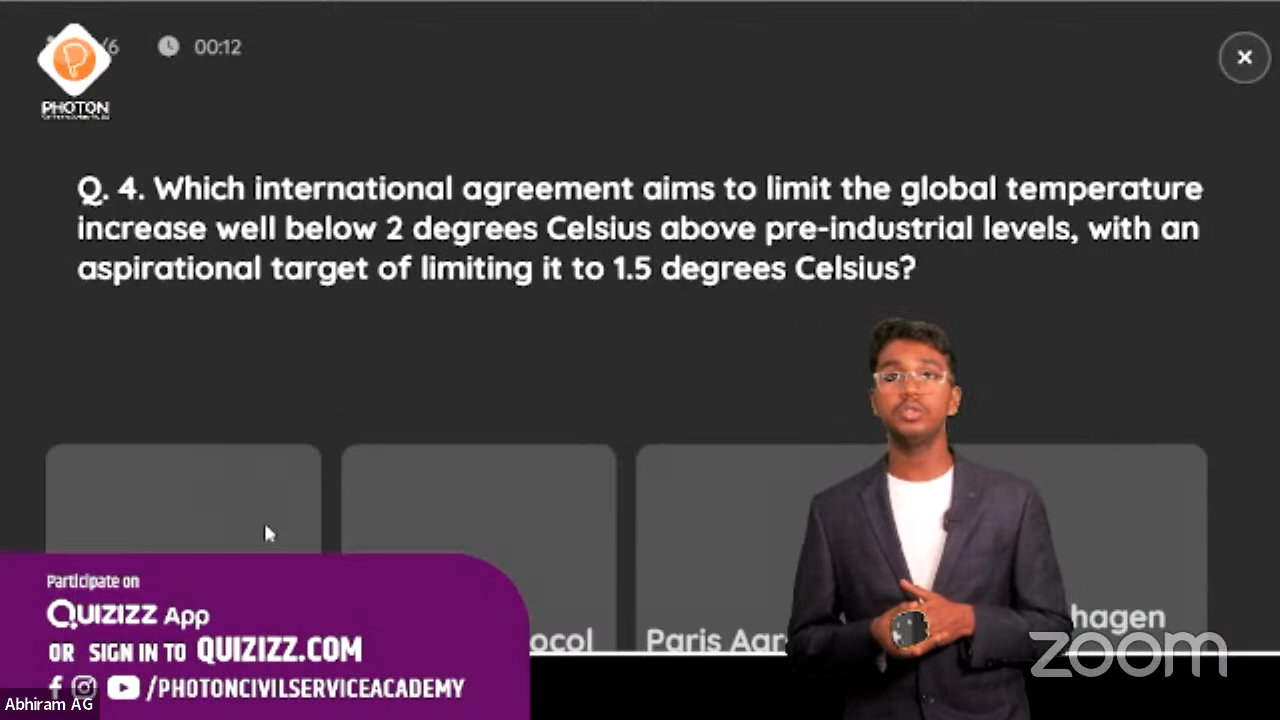 /6
00:12
PHOTON
Q. 4. Which international agreement aims to limit the global temperature
increase well below 2 degrees Celsius above pre-industrial levels, with an
aspirational target of limiting it to 1.5 degrees Celsius?
hagen
ocol
Paris Agr
zoom
Participate on
QUIZIZZ App
OR SIGN IN TO QUIZIZZ.COM
/PHOTONCIVILSERVICEACADEMY
Abhiram AG